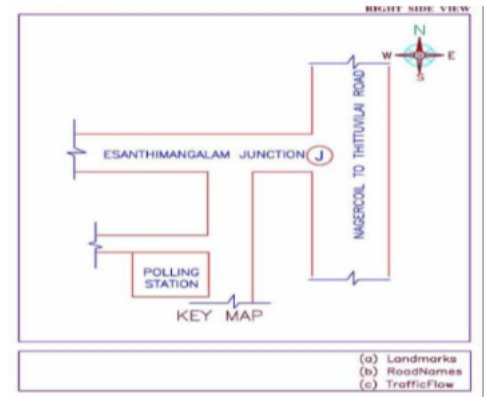 RIGHT SIDE VIEW
N
W E
S
ESANTHIMANGALAM JUNCTION J
NAGERCOIL TO THITTUVILAI ROAD
POLLING
STATION
KEY MAP
(a) Landmarks
(b) RoadNames
(c) TrafficFlow